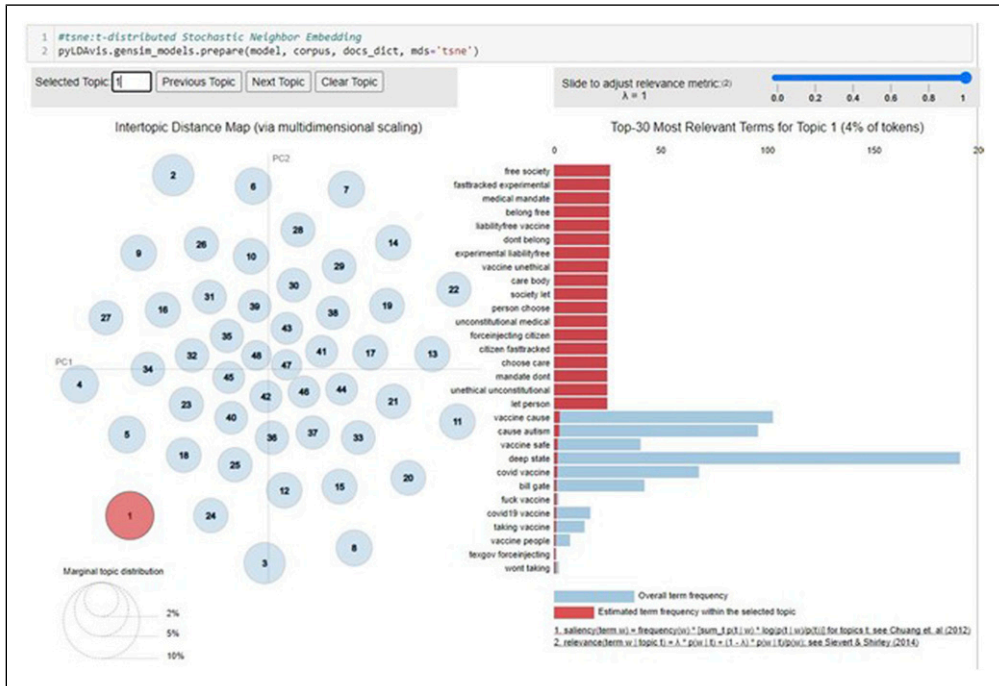 1 #tsne:t-distributed Stochastic Neighbor Embedding
2 pyLDAvis.gensim_models.prepare(model, corpus, docs_dict, mds='tsne')
Selected Topic: 1 Previous Topic Next Topic Clear Topic
Slide to adjust relevance metric:(2)
λ = 1
0.0 0.2 0.4 0.6 0.8 1
Intertopic Distance Map (via multidimensional scaling)
Top-30 Most Relevant Terms for Topic 1 (4% of tokens)
PC2
PC1
2
6
7
28
26
14
9
10
29
30
22
31
16
39
19
38
27
43
35
41
17
13
32
48
47
34
45
4
46
44
42
21
23
40
11
5
36
37
33
18
25
20
12
15
1
24
8
3
Marginal topic distribution
2%
5%
10%
0 50 100 150 20
free society
fasttracked experimental
medical mandate
belong free
liabilityfree vaccine
dont belong
experimental liabilityfree
vaccine unethical
care body
society let
person choose
unconstitutional medical
forceinjecting citizen
citizen fasttracked
choose care
mandate dont
unethical unconstitutional
let person
vaccine cause
cause autism
vaccine safe
deep state
covid vaccine
bill gate
fuck vaccine
covid19 vaccine
taking vaccine
vaccine people
texgov forceinjecting
wont taking
Overall term frequency
Estimated term frequency within the selected topic
1. saliency(term w) = frequency(w) * [sum_t p(t | w) * log(p(t | w)/p(t))] for topics t; see Chuang et. al (2012)
2. relevance(term w | topic t) = λ * p(w | t) + (1 - λ) * p(w | t)/p(w); see Sievert & Shirley (2014)